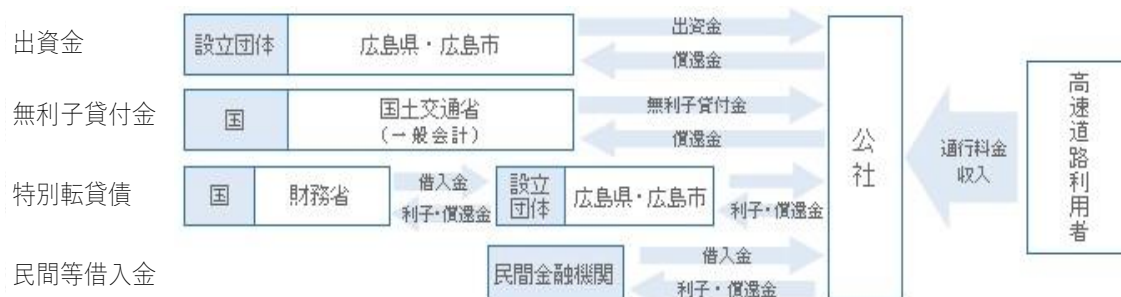 出資金
設立団体
広島県・広島市
出資金
償還金
無利子貸付金
国
国土交通省
(一般会計)
無利子貸付金
償還金
特別転貸債
国
財務省
借入金
利子・償還金
設立
団体
広島県・広島市
利子・償還金
民間等借入金
民間金融機関
借入金
利子・償還金
公社
通行料金
収入
高速道路利用者